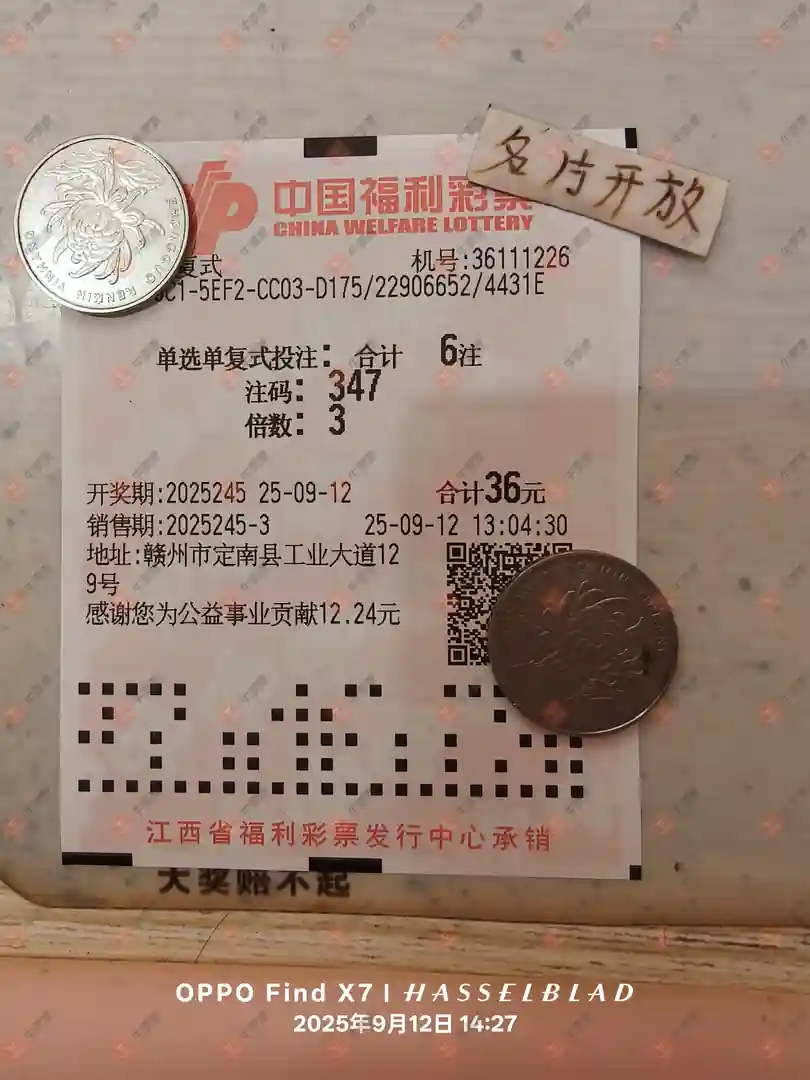 名片开放
中国福利彩票
CHINA WELFARE LOTTERY
复式 机号:36111226
C1-5EF2-CC03-D175/22906652/4431E
单选单复式投注: 合计 6注
注码: 347
倍数: 3
开奖期:2025245 25-09-12 合计36元
销售期:2025245-3 25-09-12 13:04:30
地址:赣州市定南县工业大道12
9号
感谢您为公益事业贡献12.24元
江西省福利彩票发行中心承销
大奖赔不起
OPPO Find X7 | HASSELBLAD
2025年9月12日 14:27